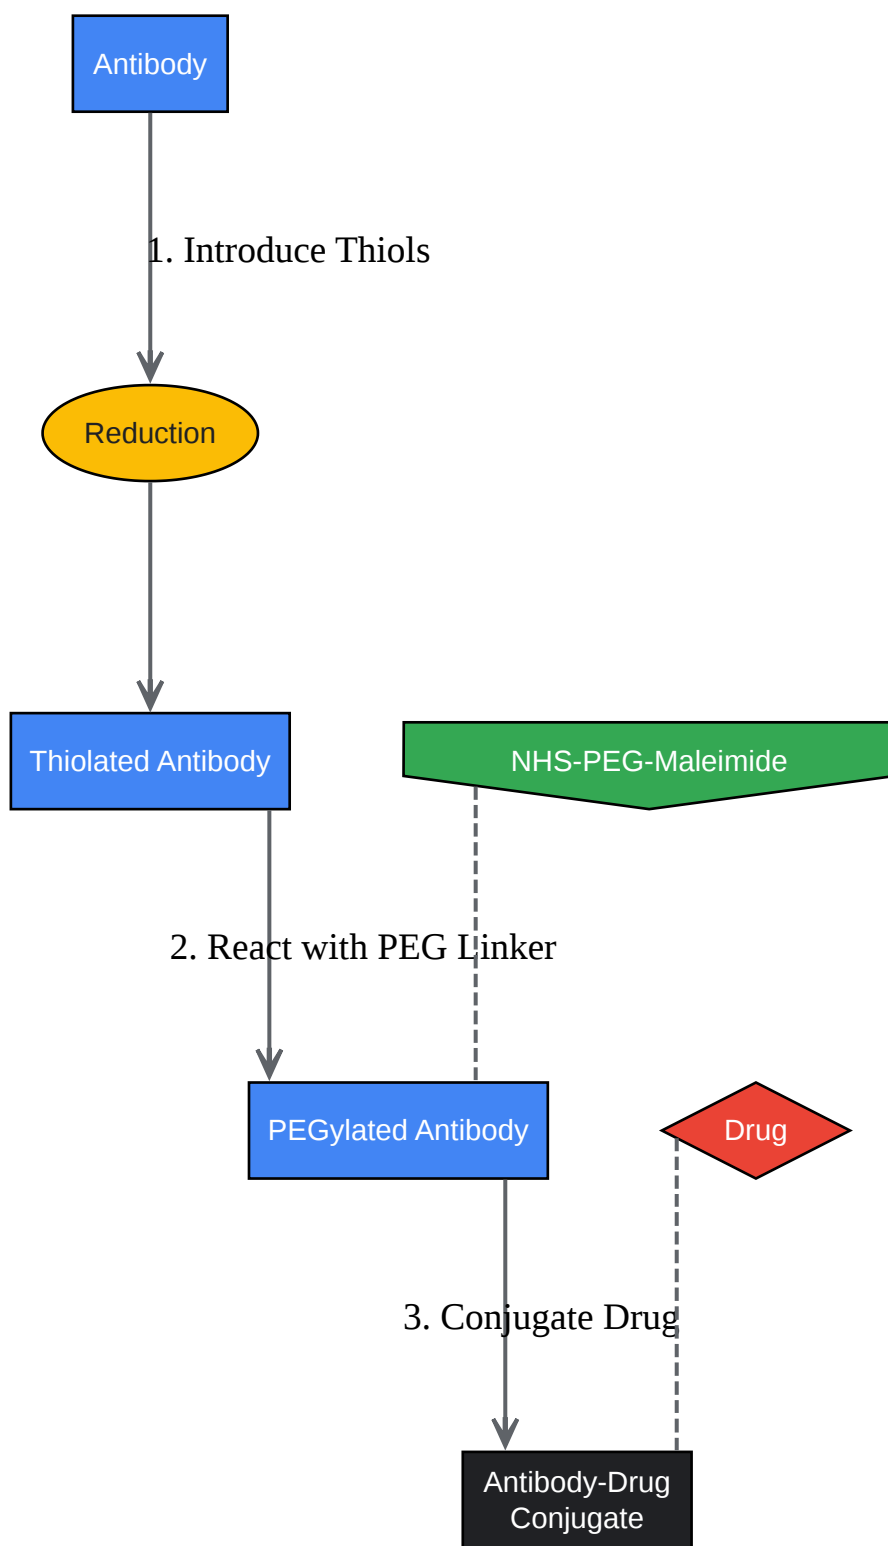 Antibody
1. Introduce Thiols
Reduction
Thiolated Antibody
NHS-PEG-Maleimide
2. React with PEG Linker
PEGylated Antibody
Drug
3. Conjugate Drug
Antibody-Drug
Conjugate